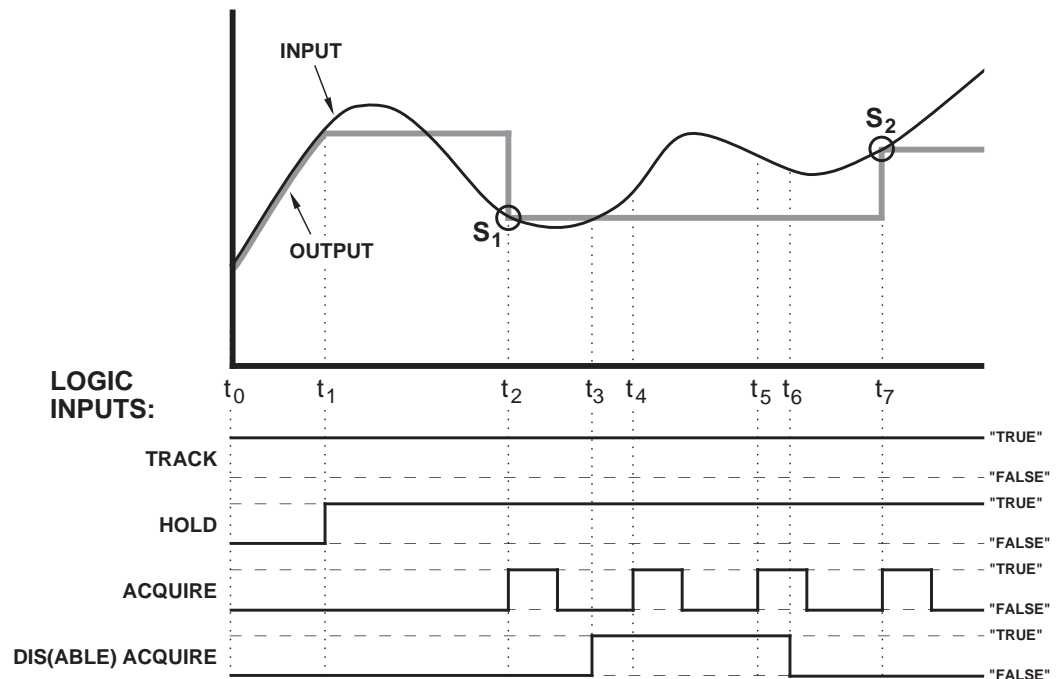 INPUT
S2
S1
OUTPUT
LOGIC
INPUTS:
t0 t1 t2 t3 t4 t5 t6 t7
TRACK
"TRUE"
"FALSE"
HOLD
"TRUE"
"FALSE"
ACQUIRE
"TRUE"
"FALSE"
DIS(ABLE) ACQUIRE
"TRUE"
"FALSE"